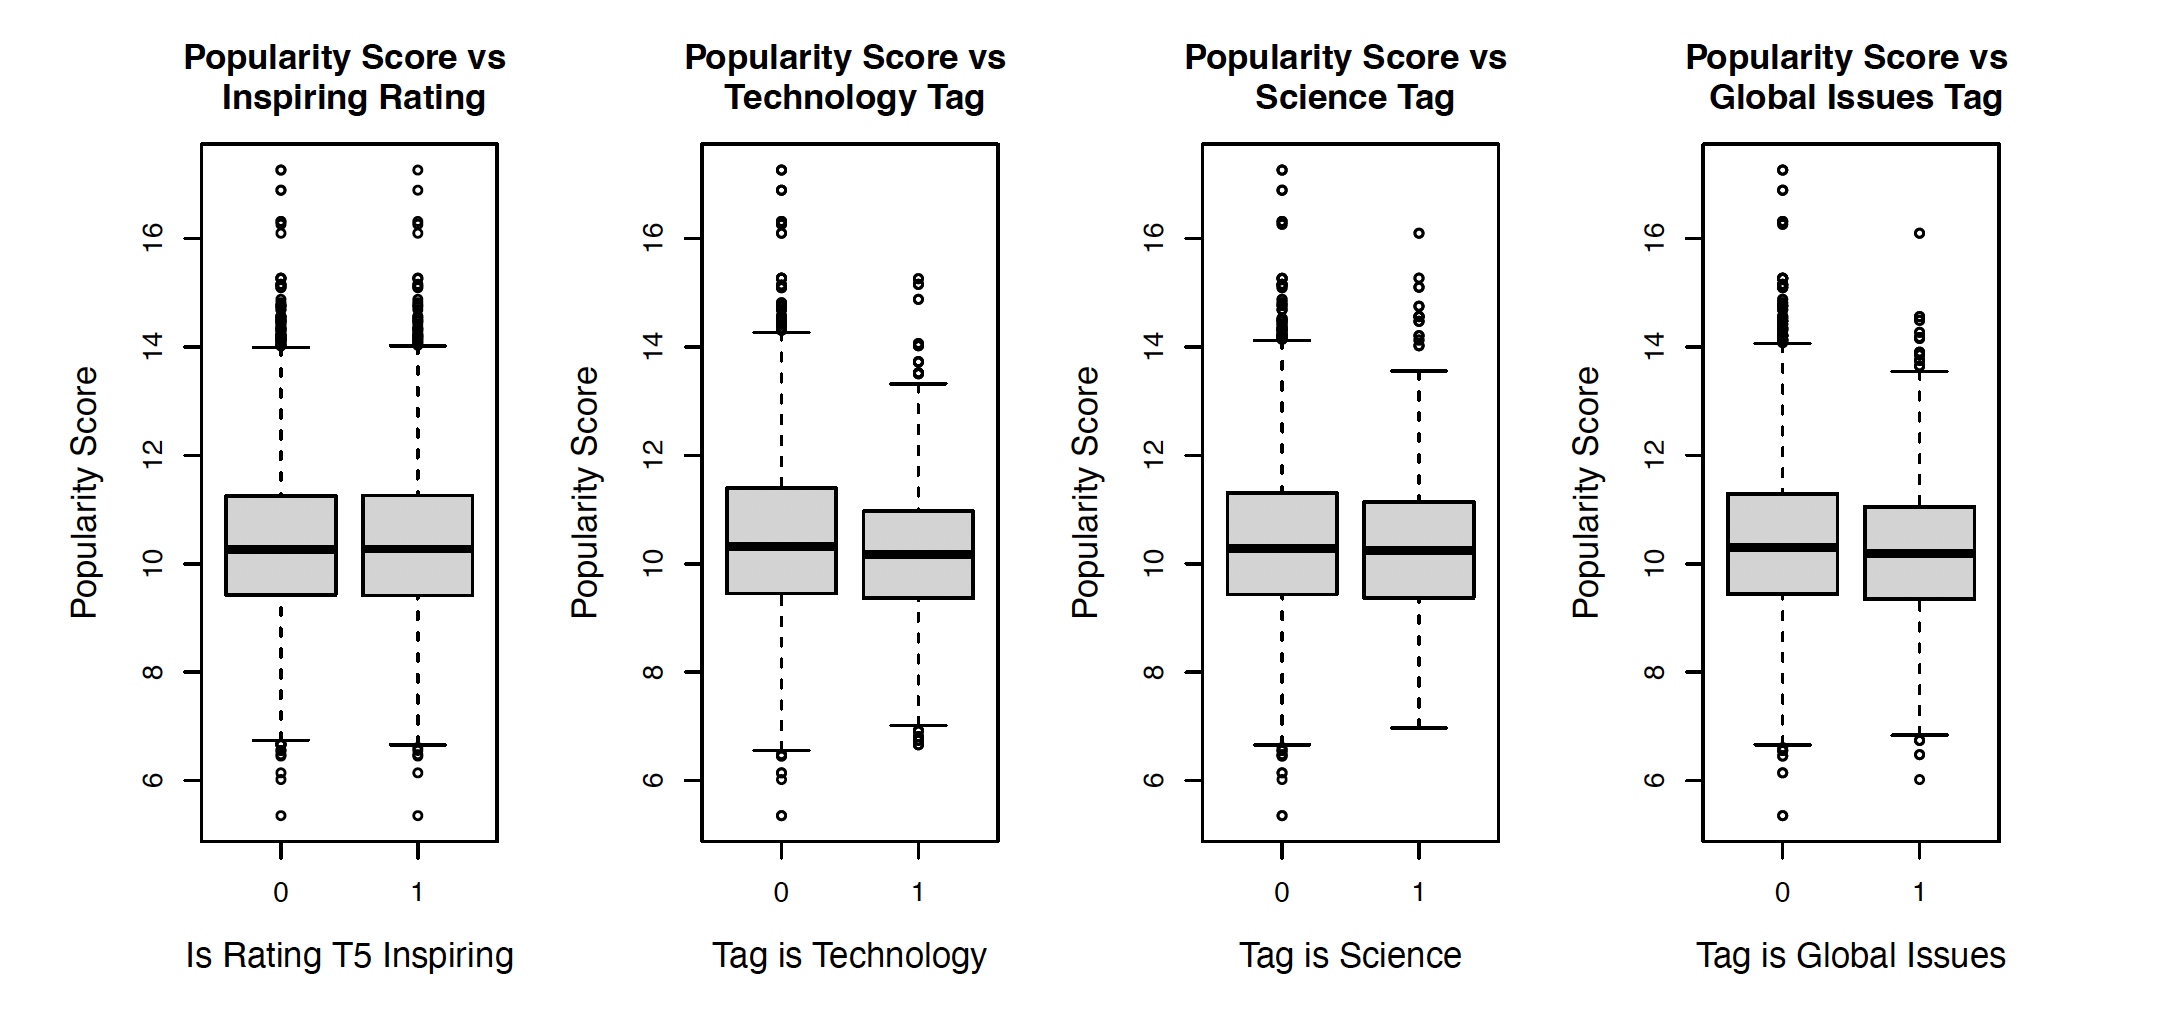 Popularity Score vs
Inspiring Rating
Popularity Score
16
14
12
10
8
6
0 1
Is Rating T5 Inspiring
Popularity Score vs
Technology Tag
Popularity Score
16
14
12
10
8
6
0 1
Tag is Technology
Popularity Score vs
Science Tag
Popularity Score
16
14
12
10
8
6
0 1
Tag is Science
Popularity Score vs
Global Issues Tag
Popularity Score
16
14
12
10
8
6
0 1
Tag is Global Issues